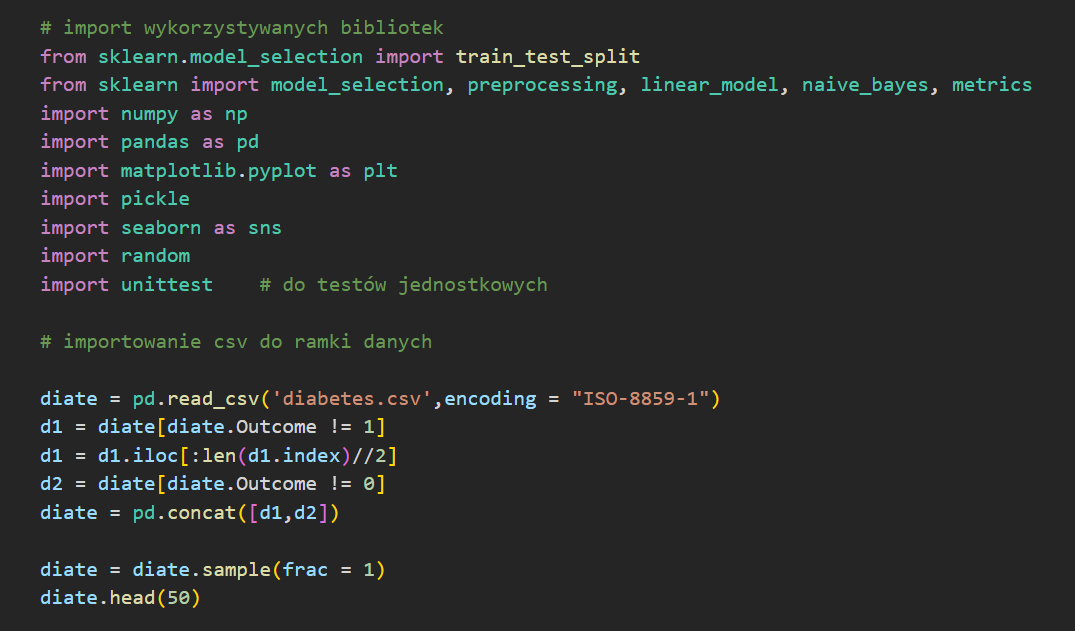 # import wykorzystywanych bibliotek
from sklearn.model_selection import train_test_split
from sklearn import model_selection, preprocessing, linear_model, naive_bayes, metrics
import numpy as np
import pandas as pd
import matplotlib.pyplot as plt
import pickle
import seaborn as sns
import random
import unittest    # do testów jednostkowych
# importowanie csv do ramki danych
diate = pd.read_csv('diabetes.csv',encoding = "ISO-8859-1")
d1 = diate[diate.Outcome != 1]
d1 = d1.iloc[:len(d1.index)//2]
d2 = diate[diate.Outcome != 0]
diate = pd.concat([d1,d2])
diate = diate.sample(frac = 1)
diate.head(50)